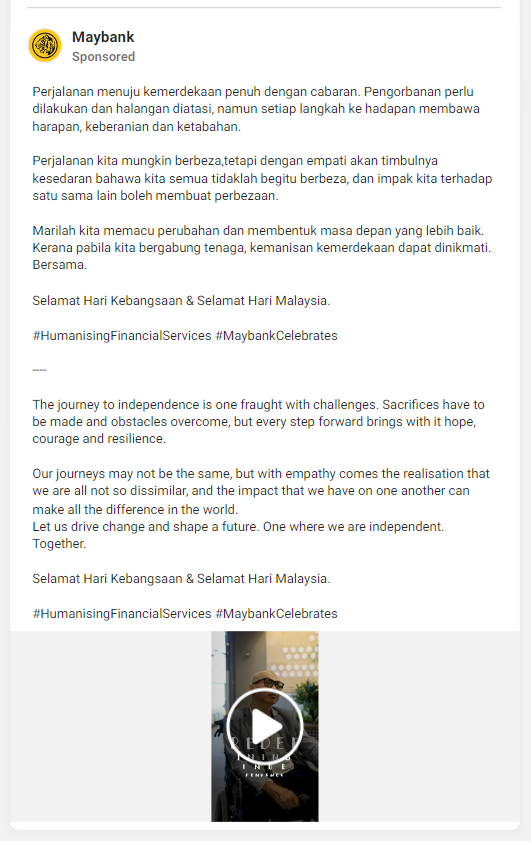 Maybank
Sponsored
Perjalanan menuju kemerdekaan penuh dengan cabaran. Pengorbanan perlu
dilakukan dan halangan diatasi, namun setiap langkah ke hadapan membawa
harapan, keberanian dan ketabahan.
Perjalanan kita mungkin berbeza,tetapi dengan empati akan timbulnya
kesedaran bahawa kita semua tidaklah begitu berbeza, dan impak kita terhadap
satu sama lain boleh membuat perbezaan.
Marilah kita memacu perubahan dan membentuk masa depan yang lebih baik.
Kerana pabila kita bergabung tenaga, kemanisan kemerdekaan dapat dinikmati.
Bersama.
Selamat Hari Kebangsaan & Selamat Hari Malaysia.
#HumanisingFinancialServices #MaybankCelebrates
—
The journey to independence is one fraught with challenges. Sacrifices have to
be made and obstacles overcome, but every step forward brings with it hope,
courage and resilience.
Our journeys may not be the same, but with empathy comes the realisation that
we are all not so dissimilar, and the impact that we have on one another can
make all the difference in the world.
Let us drive change and shape a future. One where we are independent.
Together.
Selamat Hari Kebangsaan & Selamat Hari Malaysia.
#HumanisingFinancialServices #MaybankCelebrates